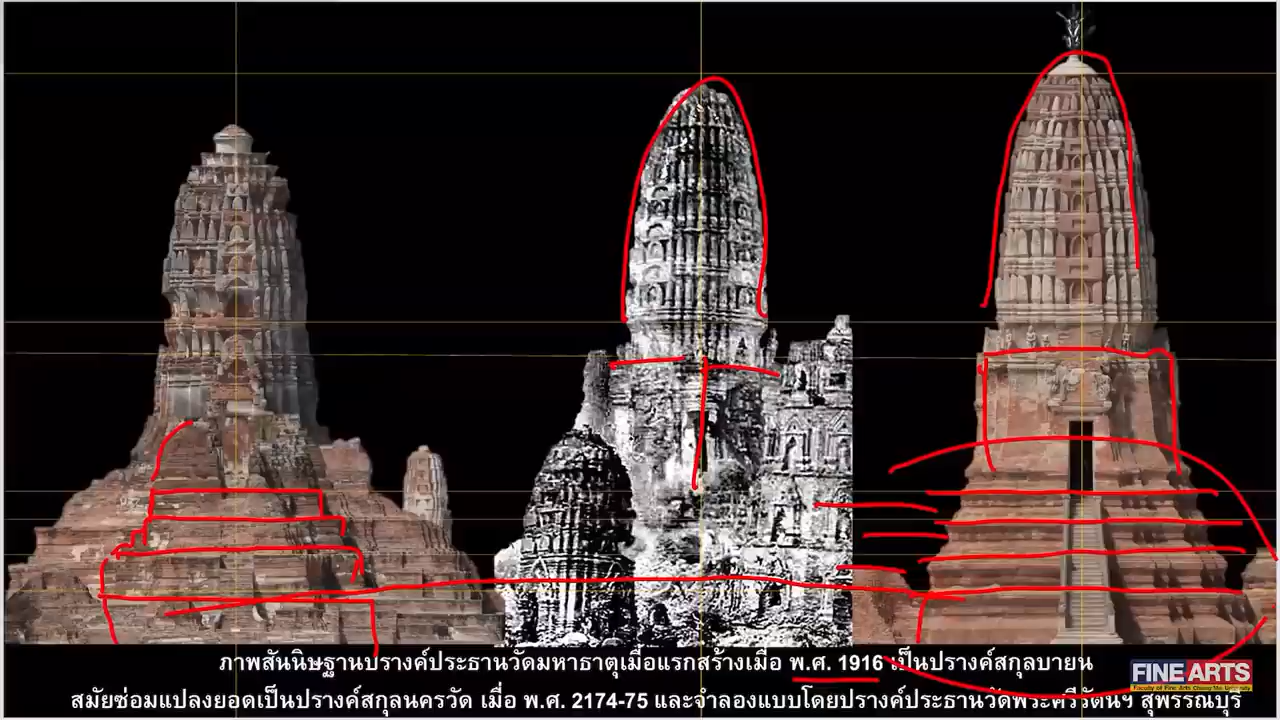 ภาพสันนิษฐานปรางค์ประธานวัดมหาธาตุเมื่อแรกสร้างเมื่อ พ.ศ. 1916 เป็นปรางค์สกุลบายน
สมัยซ่อมแปลงยอดเป็นปรางค์สกุลนครวัด เมื่อ พ.ศ. 2174-75 และจำลองแบบโดยปรางค์ประธานวัดพระศรีรัตนฯ สุพรรณบุรี
FINE ARTS
Faculty of Fine Arts Chiang Mai University